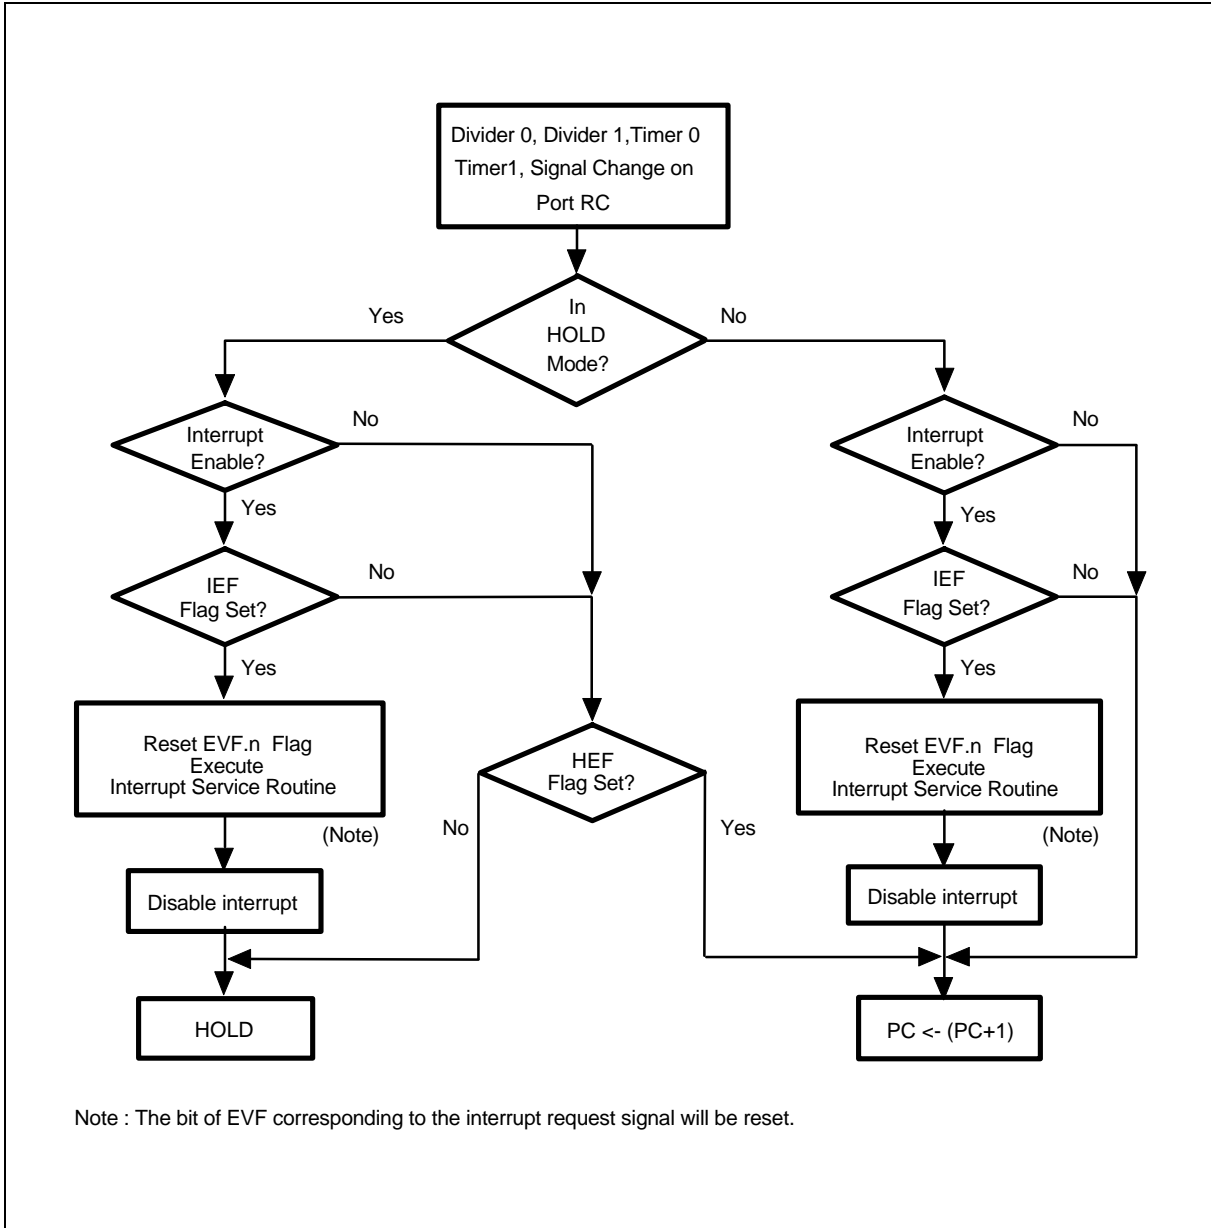 Divider 0, Divider 1,Timer 0
Timer1, Signal Change on
Port RC
In
HOLD
Mode?
Yes
No
Interrupt
Enable?
No
Yes
Interrupt
Enable?
No
Yes
IEF
Flag Set?
No
Yes
IEF
Flag Set?
No
Yes
Reset EVF.n Flag
Execute
Interrupt Service Routine
(Note)
HEF
Flag Set?
No
Yes
Reset EVF.n Flag
Execute
Interrupt Service Routine
(Note)
Disable interrupt
Disable interrupt
HOLD
PC <- (PC+1)
Note : The bit of EVF corresponding to the interrupt request signal will be reset.